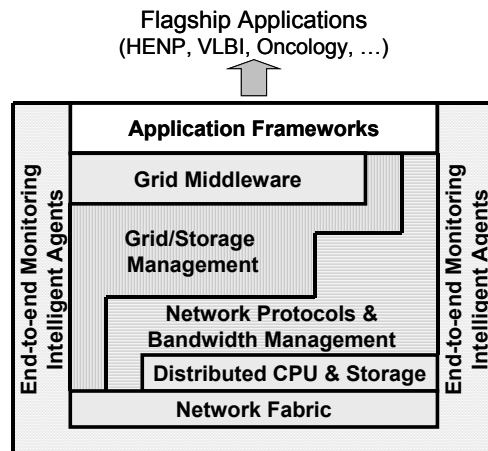 Flagship Applications
(HENP, VLBI, Oncology, …)
Application Frameworks
End-to-end Monitoring
Intelligent Agents
Grid Middleware
Grid/Storage
Management
Network Protocols &
Bandwidth Management
Distributed CPU & Storage
Network Fabric
End-to-end Monitoring
Intelligent Agents